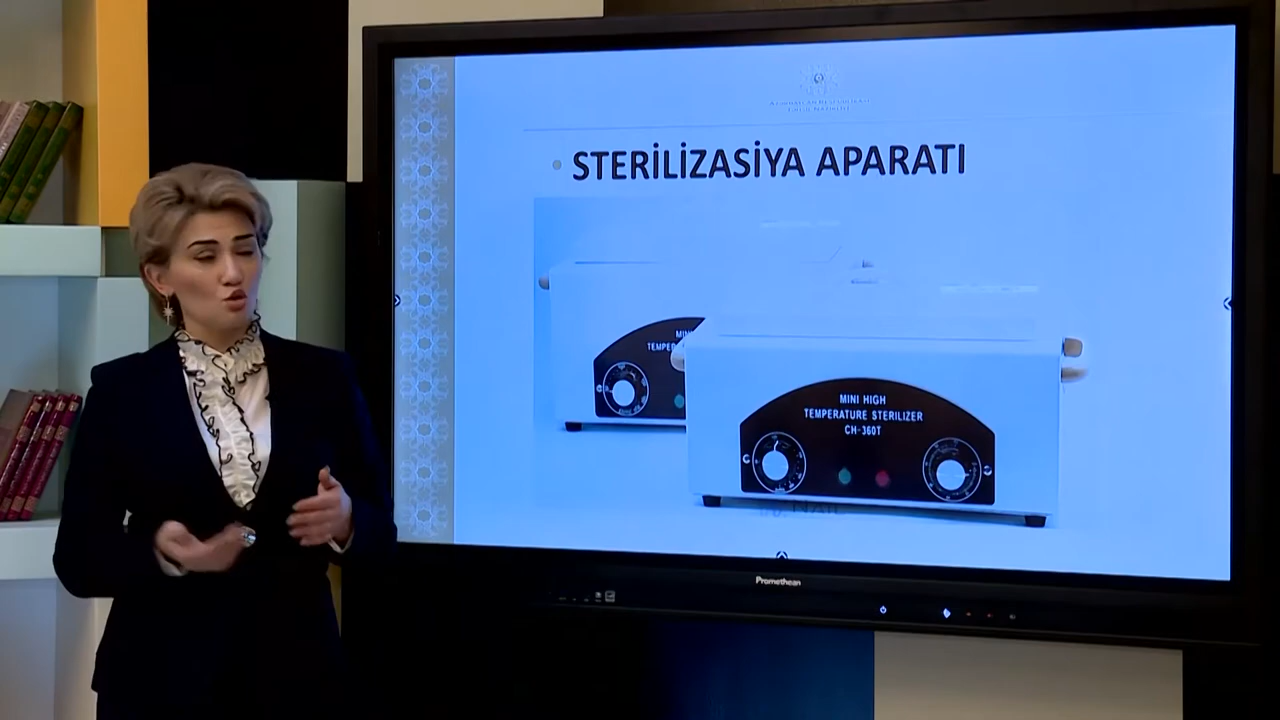 STERİLİZASİYA APARATI
MINI HIGH
TEMPERATURE STERILIZER
CH-360T
Promethean